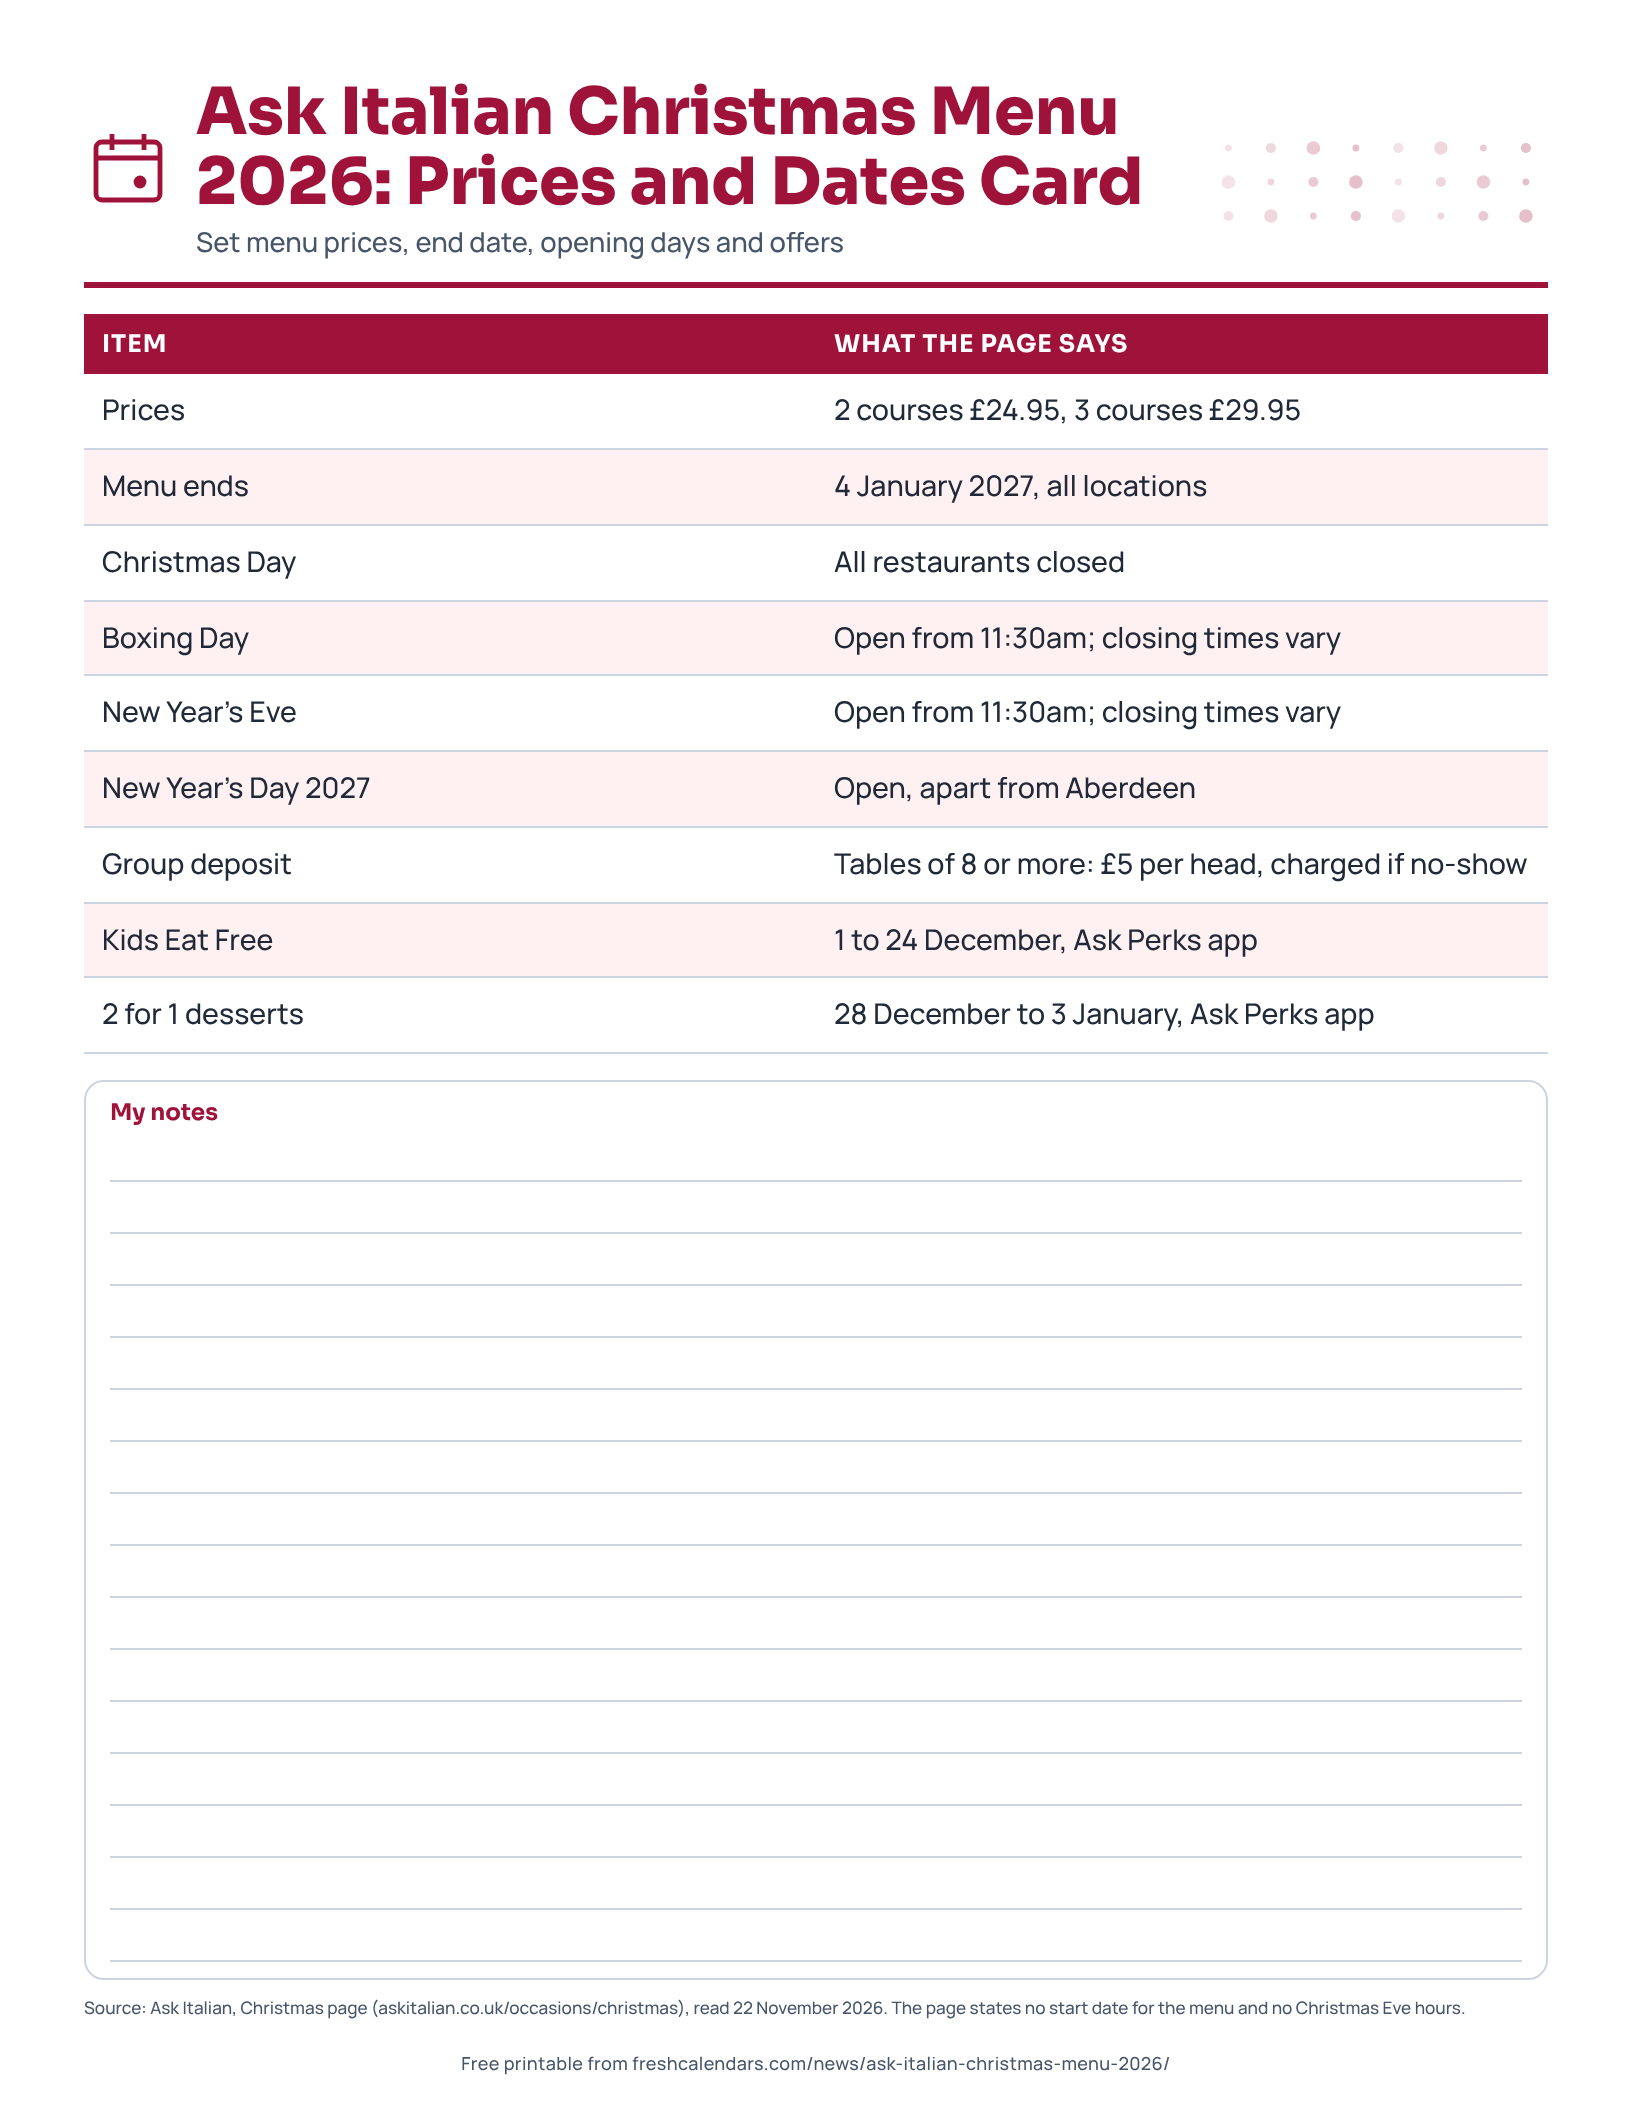 Ask Italian Christmas Menu
2026: Prices and Dates Card
Set menu prices, end date, opening days and offers
ITEM WHAT THE PAGE SAYS
Prices 2 courses £24.95, 3 courses £29.95
Menu ends 4 January 2027, all locations
Christmas Day All restaurants closed
Boxing Day Open from 11:30am; closing times vary
New Year’s Eve Open from 11:30am; closing times vary
New Year’s Day 2027 Open, apart from Aberdeen
Group deposit Tables of 8 or more: £5 per head, charged if no-show
Kids Eat Free 1 to 24 December, Ask Perks app
2 for 1 desserts 28 December to 3 January, Ask Perks app
My notes
Source: Ask Italian, Christmas page (askitalian.co.uk/occasions/christmas), read 22 November 2026. The page states no start date for the menu and no Christmas Eve hours.
Free printable from freshcalendars.com/news/ask-italian-christmas-menu-2026/